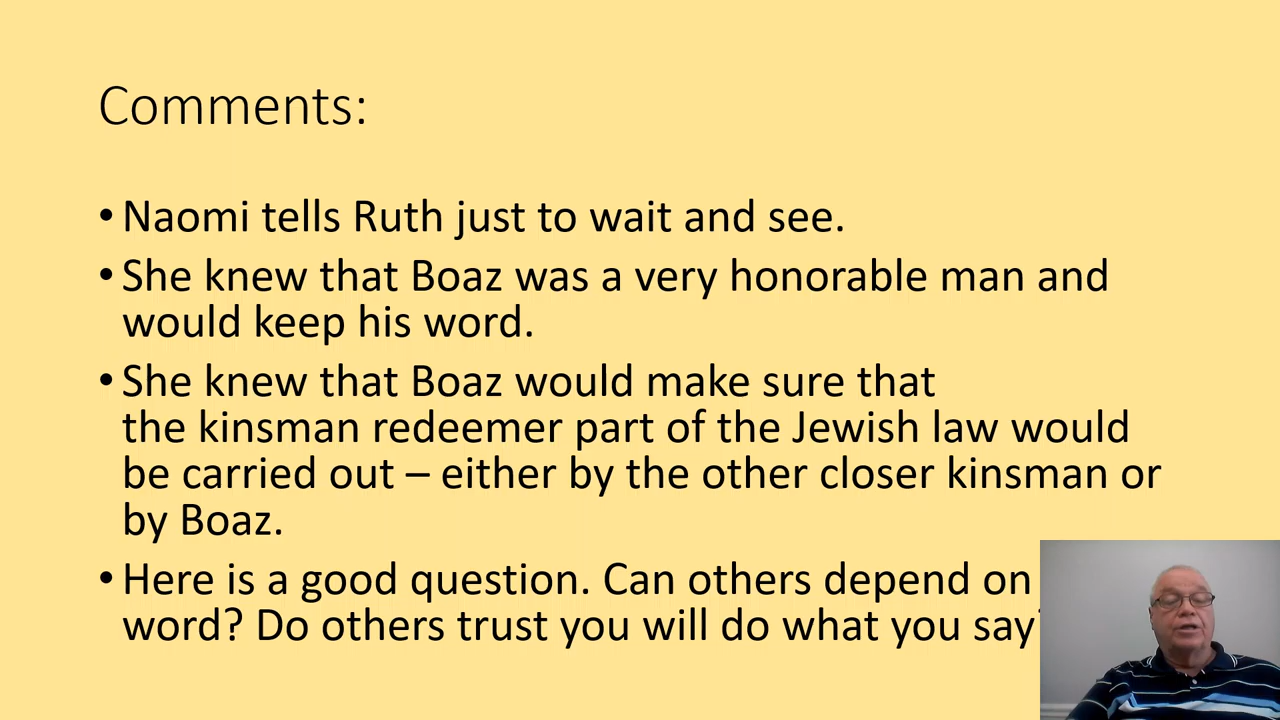 Comments:
• Naomi tells Ruth just to wait and see.
• She knew that Boaz was a very honorable man and
would keep his word.
• She knew that Boaz would make sure that
the kinsman redeemer part of the Jewish law would
be carried out – either by the other closer kinsman or
by Boaz.
• Here is a good question. Can others depend on
word? Do others trust you will do what you say